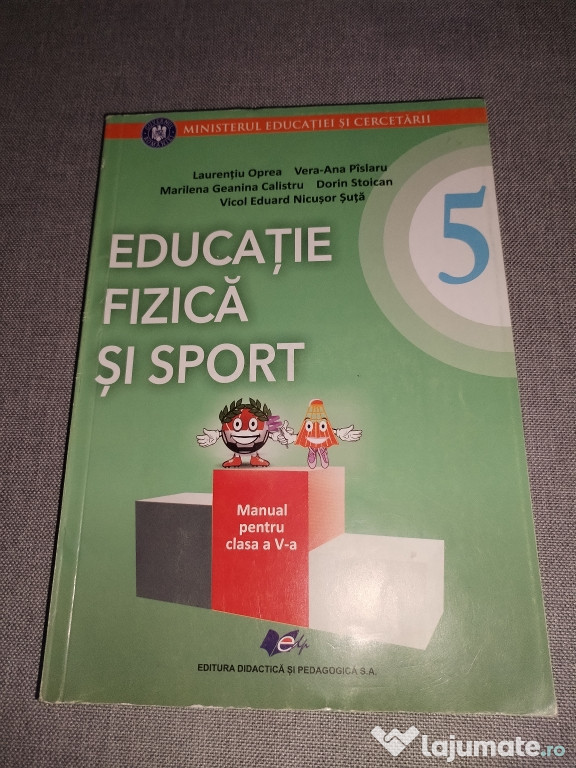 MINISTERUL EDUCAȚIEI ȘI CERCETĂRII
Laurențiu Oprea Vera-Ana Pîslaru
Marilena Geanina Calistru Dorin Stoican
Vicol Eduard Nicușor Șuță
5
EDUCAȚIE
FIZICĂ
ȘI SPORT
Manual
pentru
clasa a V-a
edp
EDITURA DIDACTICĂ ȘI PEDAGOGICĂ S.A.
lajumate.ro